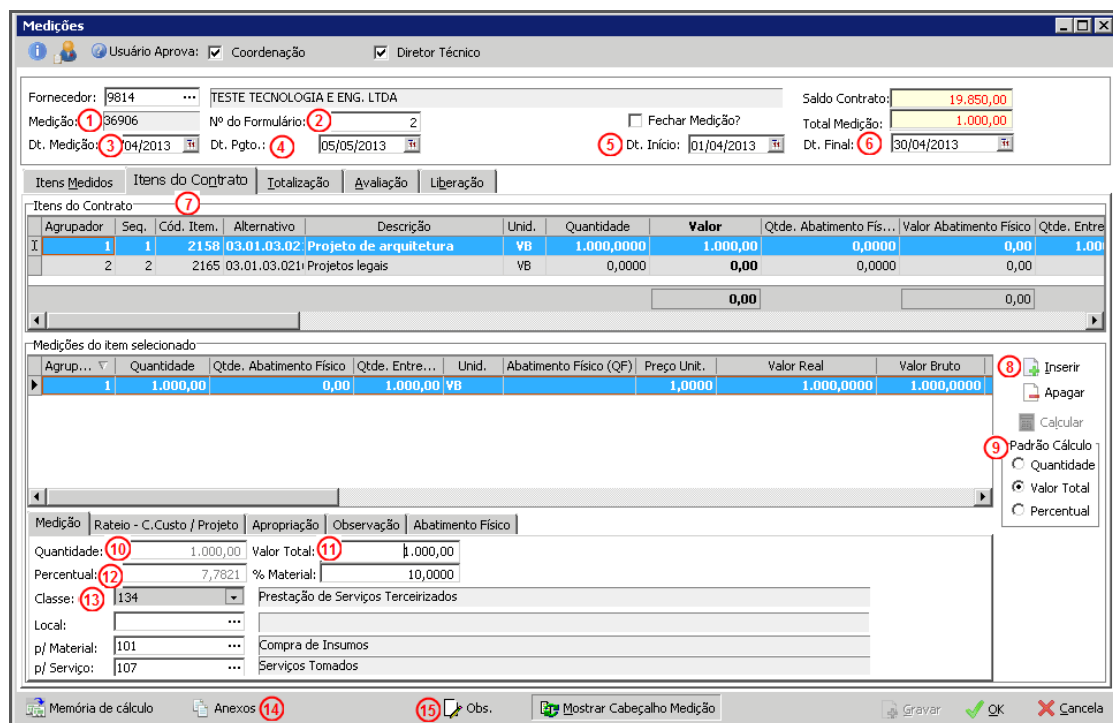 Medições
Usuário Aprova: Coordenação Diretor Técnico
Fornecedor: 9814 ... TESTE TECNOLOGIA E ENG. LTDA Saldo Contrato: 19.850,00
Medição: 1 36906 Nº do Formulário: 2 2 Fechar Medição? Total Medição: 1.000,00
Dt. Medição: 3 /04/2013 Dt. Pgto.: 4 05/05/2013 5 Dt. Início: 01/04/2013 Dt. Final: 6 30/04/2013
Itens Medidos Itens do Contrato Totalização Avaliação Liberação
Itens do Contrato 7
Agrupador Seq. Cód. Item. Alternativo Descrição Unid. Quantidade Valor Qtde. Abatimento Fís... Valor Abatimento Físico Qtde. Entre
1 1 2158 03.01.03.02 Projeto de arquitetura VB 1.000,0000 1.000,00 0,0000 0,00 1.00
2 2 2165 03.01.03.021 Projetos legais VB 0,0000 0,00 0,0000 0,00
0,00 0,00
Medições do item selecionado
Agrup... Quantidade Qtde. Abatimento Físico Qtde. Entre... Unid. Abatimento Físico (QF) Preço Unit. Valor Real Valor Bruto
1 1.000,00 0,00 1.000,00 VB 1,0000 1.000,0000 1.000,0000
8 Inserir
Apagar
Calcular
9 Padrão Cálculo
Quantidade
Valor Total
Percentual
Medição Rateio - C.Custo / Projeto Apropriação Observação Abatimento Físico
Quantidade: 10 1.000,00 Valor Total: 11 1.000,00
Percentual: 12 7,7821 % Material: 10,0000
Classe: 13 134 Prestação de Serviços Terceirizados
Local: ...
p/ Material: 101 ... Compra de Insumos
p/ Serviço: 107 ... Serviços Tomados
Memória de cálculo Anexos 14 15 Obs. Mostrar Cabeçalho Medição Gravar OK Cancela